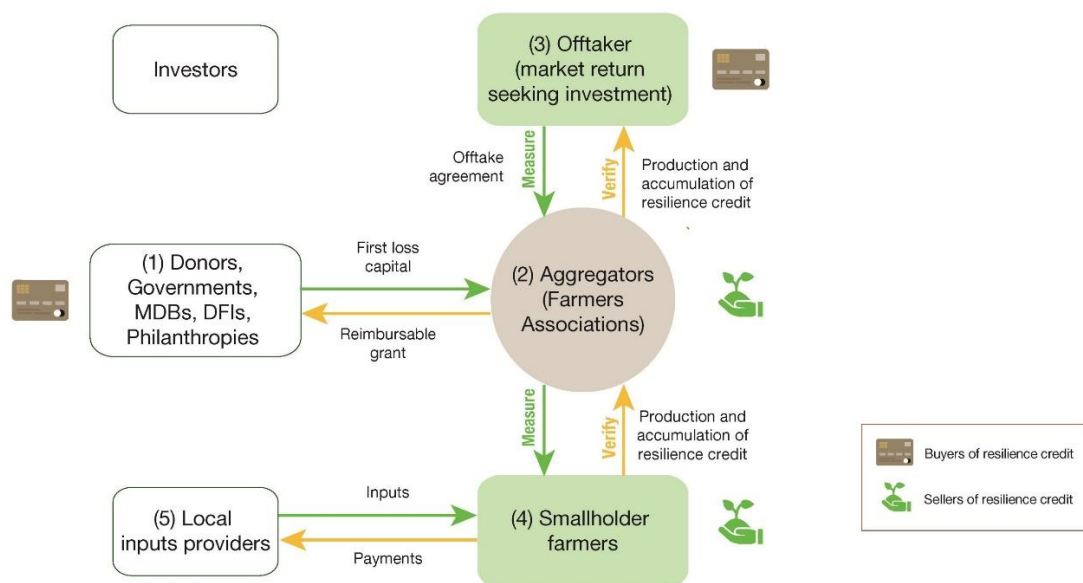 Investors
(3) Offtaker
(market return
seeking investment)
Offtake
agreement
Measure
Verify
Production and
accumulation of
resilience credit
(1) Donors,
Governments,
MDBs, DFIs,
Philanthropies
First loss
capital
Reimbursable
grant
(2) Aggregators
(Farmers
Associations)
Measure
Verify
Production and
accumulation of
resilience credit
(5) Local
inputs providers
Inputs
Payments
(4) Smallholder
farmers
Buyers of resilience credit
Sellers of resilience credit